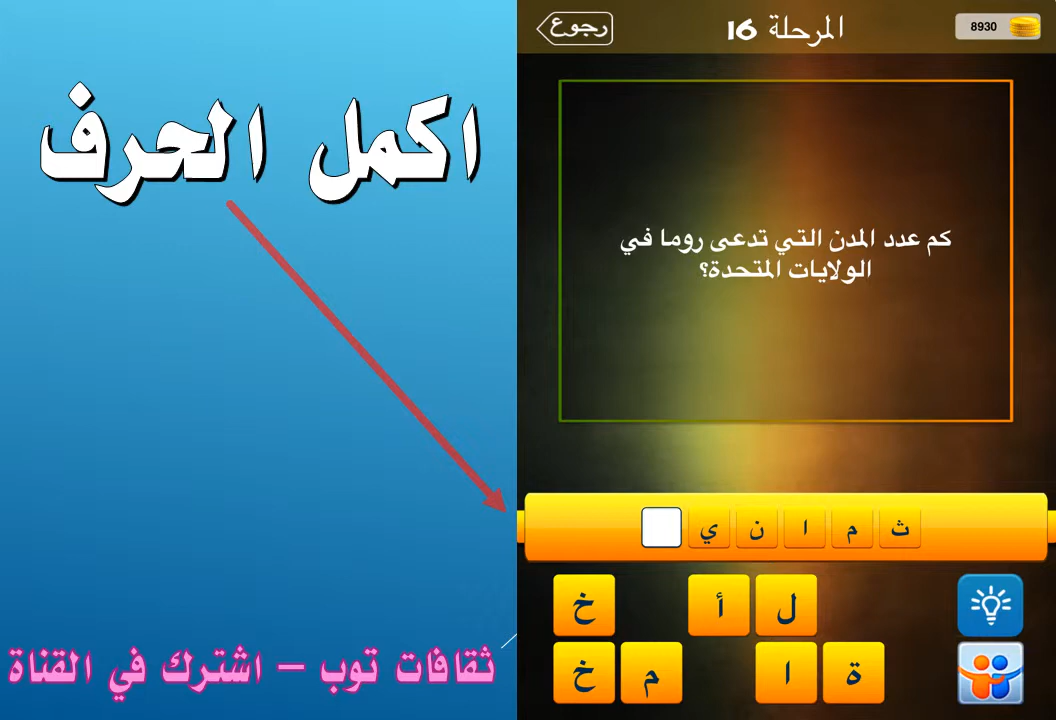 اكمل الحرف
ثقافات توب – اشترك في القناة
رجوع
المرحلة 16
8930
كم عدد المدن التي تدعى روما في
الولايات المتحدة؟
ث م ا ن ي
ل أ خ
ة ا م خ